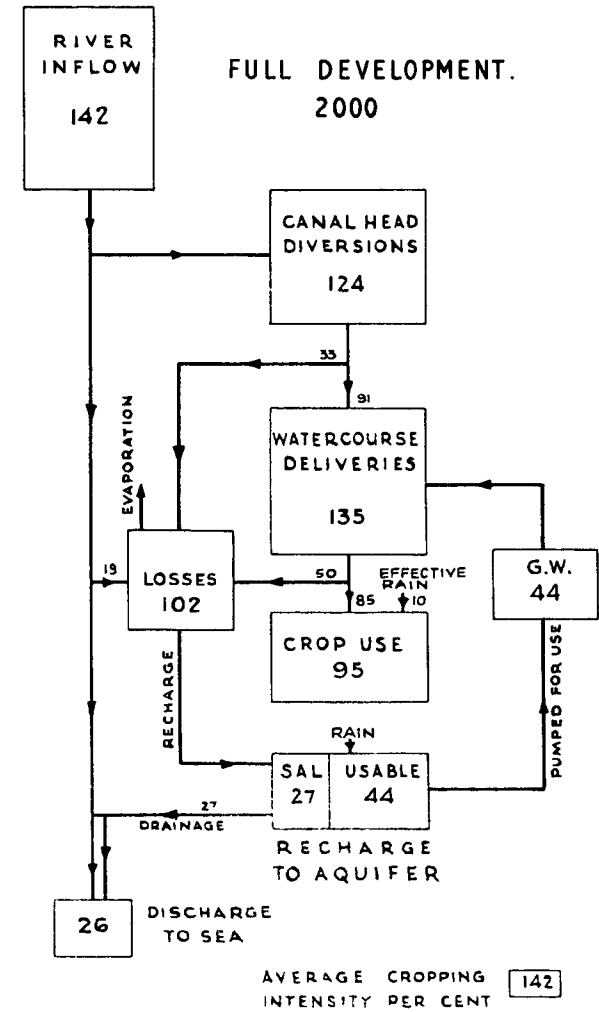 RIVER
INFLOW
142
FULL DEVELOPMENT.
2000
CANAL HEAD
DIVERSIONS
124
33
91
EVAPORATION
WATERCOURSE
DELIVERIES
135
19
LOSSES
102
50
EFFECTIVE
RAIN
85
10
G.W.
44
CROP USE
95
RECHARGE
PUMPED FOR USE
RAIN
SAL
27
USABLE
44
27
DRAINAGE
RECHARGE
TO AQUIFER
26
DISCHARGE
TO SEA
AVERAGE CROPPING
INTENSITY PER CENT
142